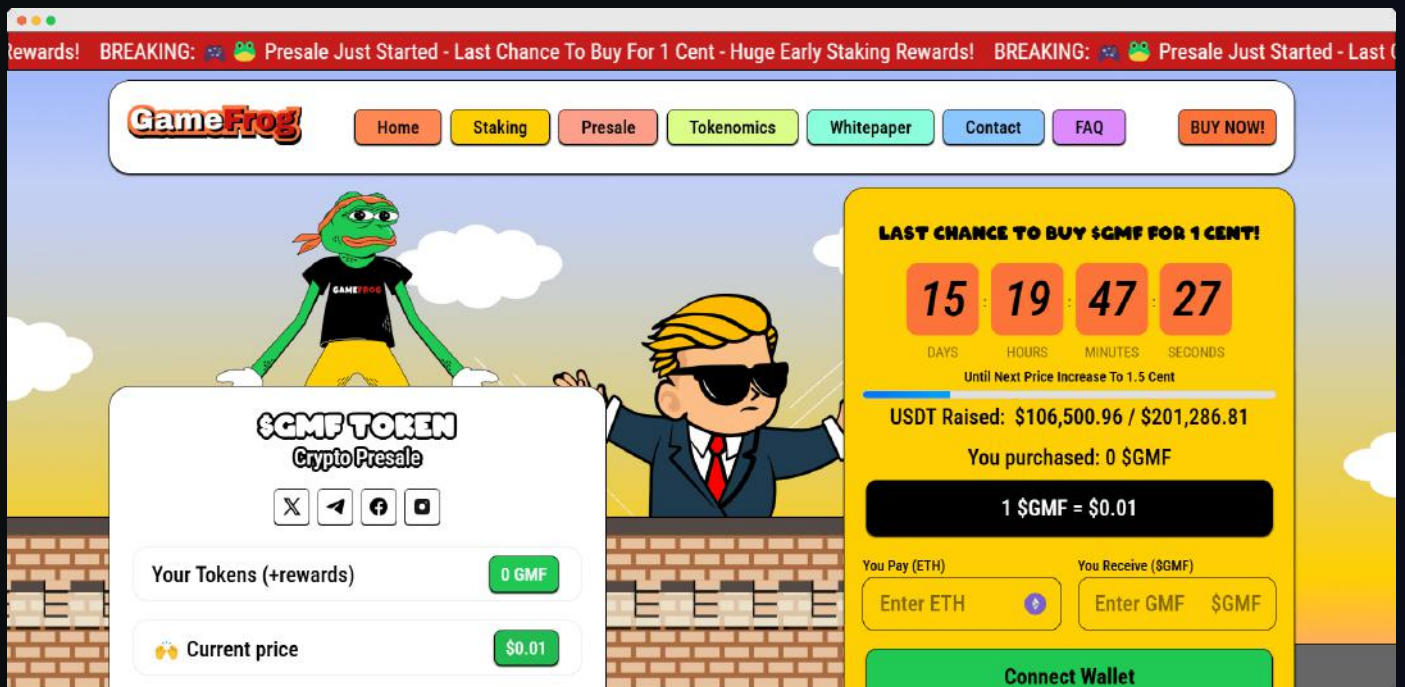 Rewards! BREAKING: 🎮 🐸 Presale Just Started - Last Chance To Buy For 1 Cent - Huge Early Staking Rewards! BREAKING: 🎮 🐸 Presale Just Started - Last
GameFrog
Home
Staking
Presale
Tokenomics
Whitepaper
Contact
FAQ
BUY NOW!
GAMEFROG
$GMF TOKEN
Crypto Presale
Your Tokens (+rewards)
0 GMF
🙌 Current price
$0.01
LAST CHANCE TO BUY $GMF FOR 1 CENT!
15 : 19 : 47 : 27
DAYS HOURS MINUTES SECONDS
Until Next Price Increase To 1.5 Cent
USDT Raised: $106,500.96 / $201,286.81
You purchased: 0 $GMF
1 $GMF = $0.01
You Pay (ETH)
You Receive ($GMF)
Enter ETH
Enter GMF $GMF
Connect Wallet